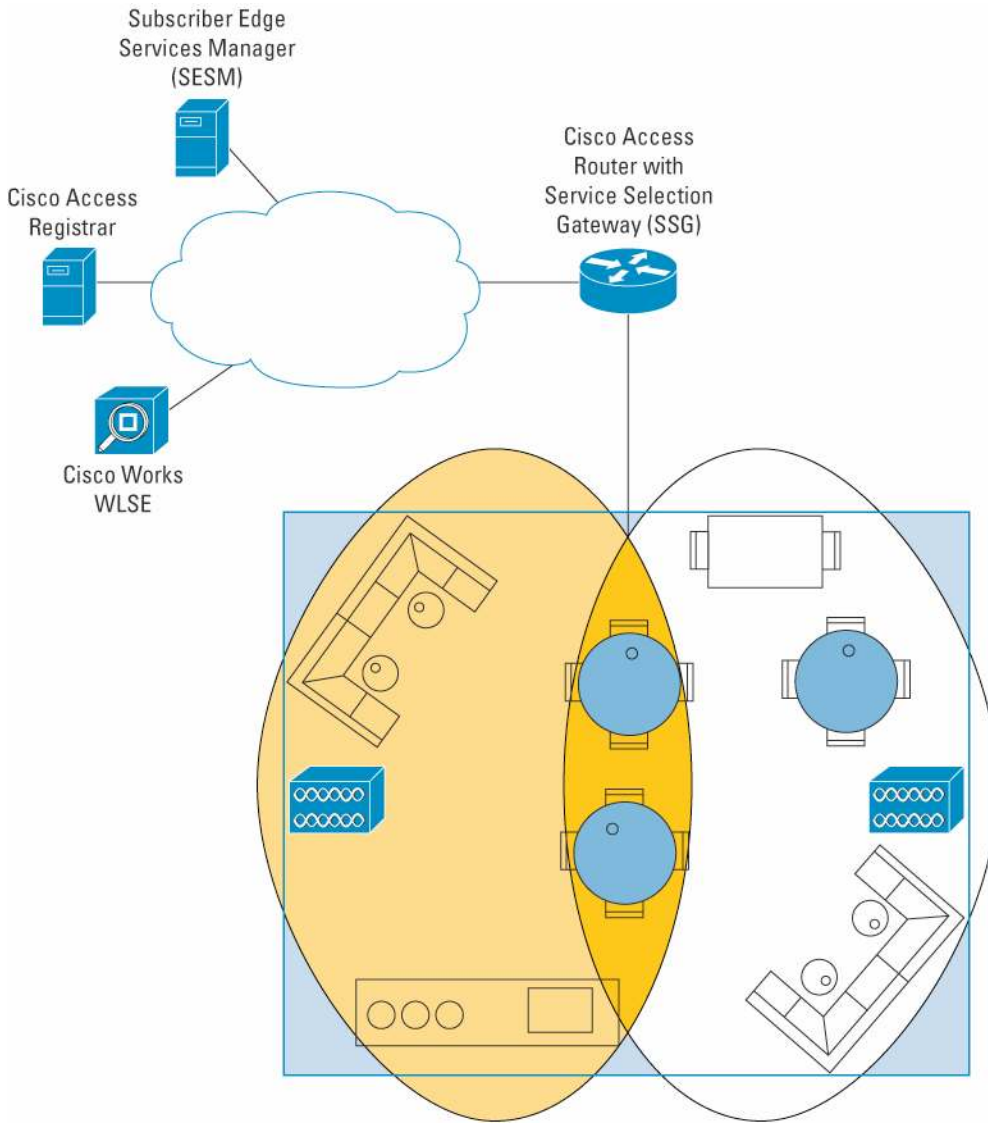 Subscriber Edge
Services Manager
(SESM)
Cisco Access
Router with
Service Selection
Gateway (SSG)
Cisco Access
Registrar
Cisco Works
WLSE